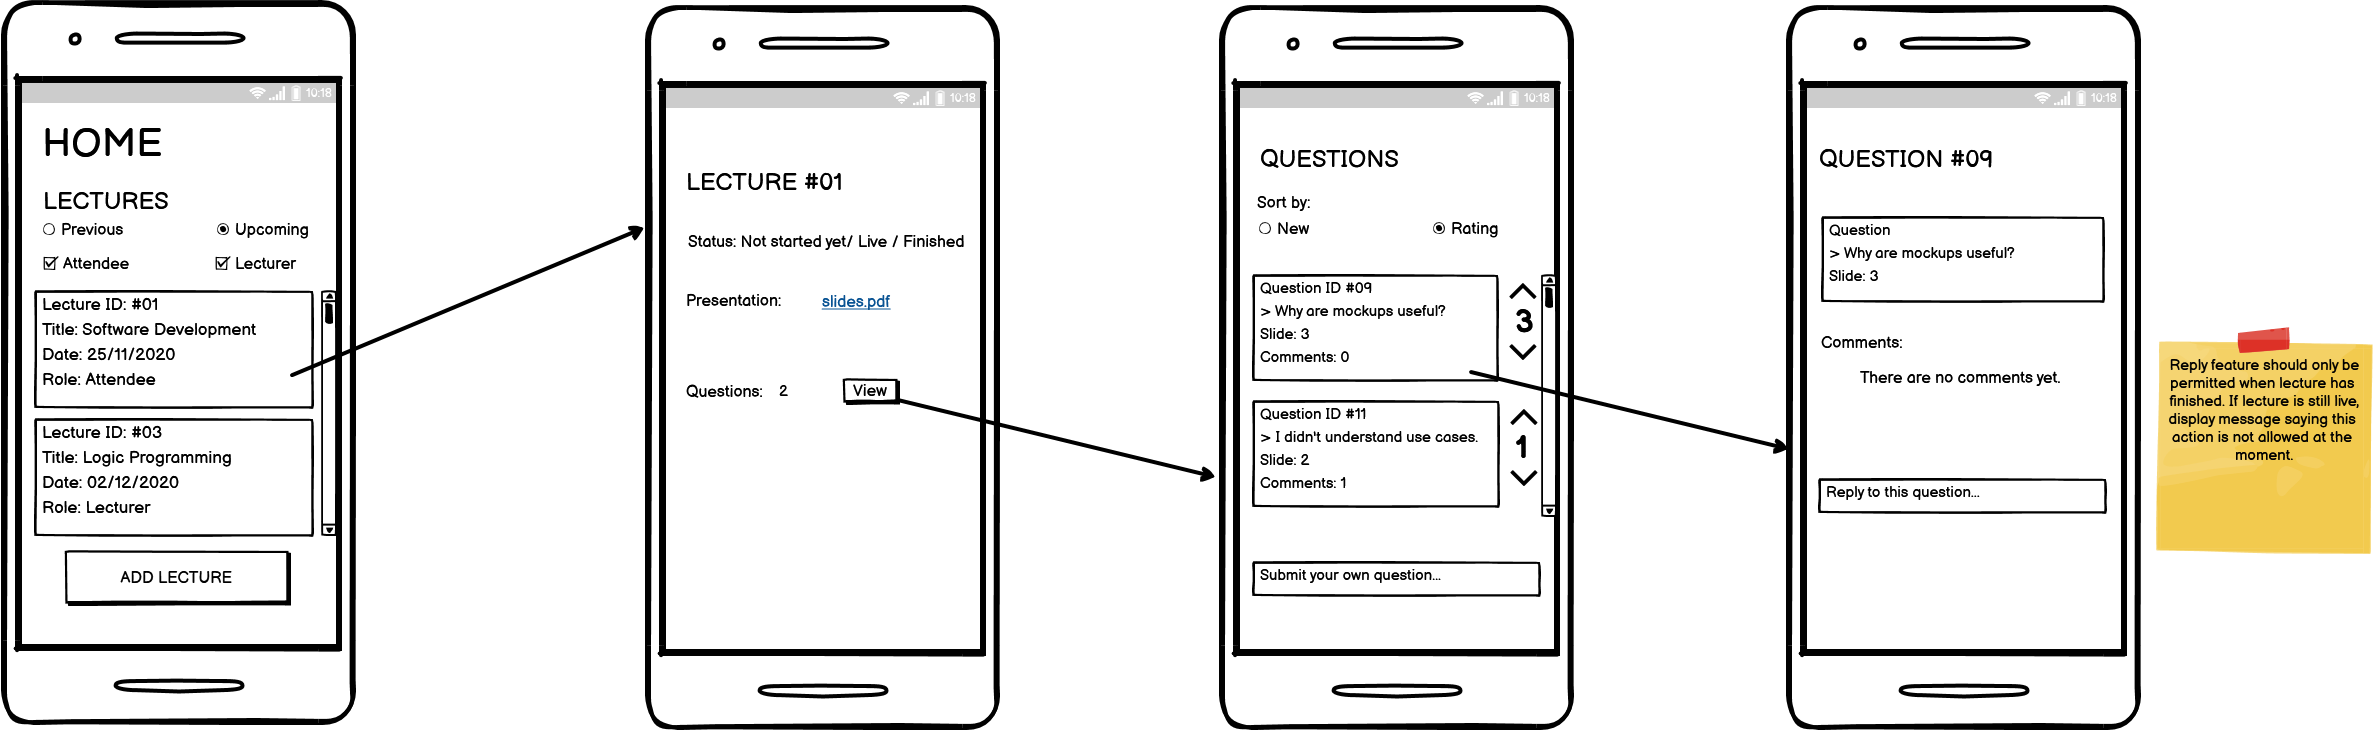 10:18
HOME
LECTURES
Previous
Upcoming
Attendee
Lecturer
Lecture ID: #01
Title: Software Development
Date: 25/11/2020
Role: Attendee
Lecture ID: #03
Title: Logic Programming
Date: 02/12/2020
Role: Lecturer
ADD LECTURE
10:18
LECTURE #01
Status: Not started yet/ Live / Finished
Presentation: slides.pdf
Questions: 2 View
10:18
QUESTIONS
Sort by:
New
Rating
Question ID #09
> Why are mockups useful?
Slide: 3
Comments: 0
3
Question ID #11
> I didn't understand use cases.
Slide: 2
Comments: 1
1
Submit your own question...
10:18
QUESTION #09
Question
> Why are mockups useful?
Slide: 3
Comments:
There are no comments yet.
Reply to this question...
Reply feature should only be
permitted when lecture has
finished. If lecture is still live,
display message saying this
action is not allowed at the
moment.